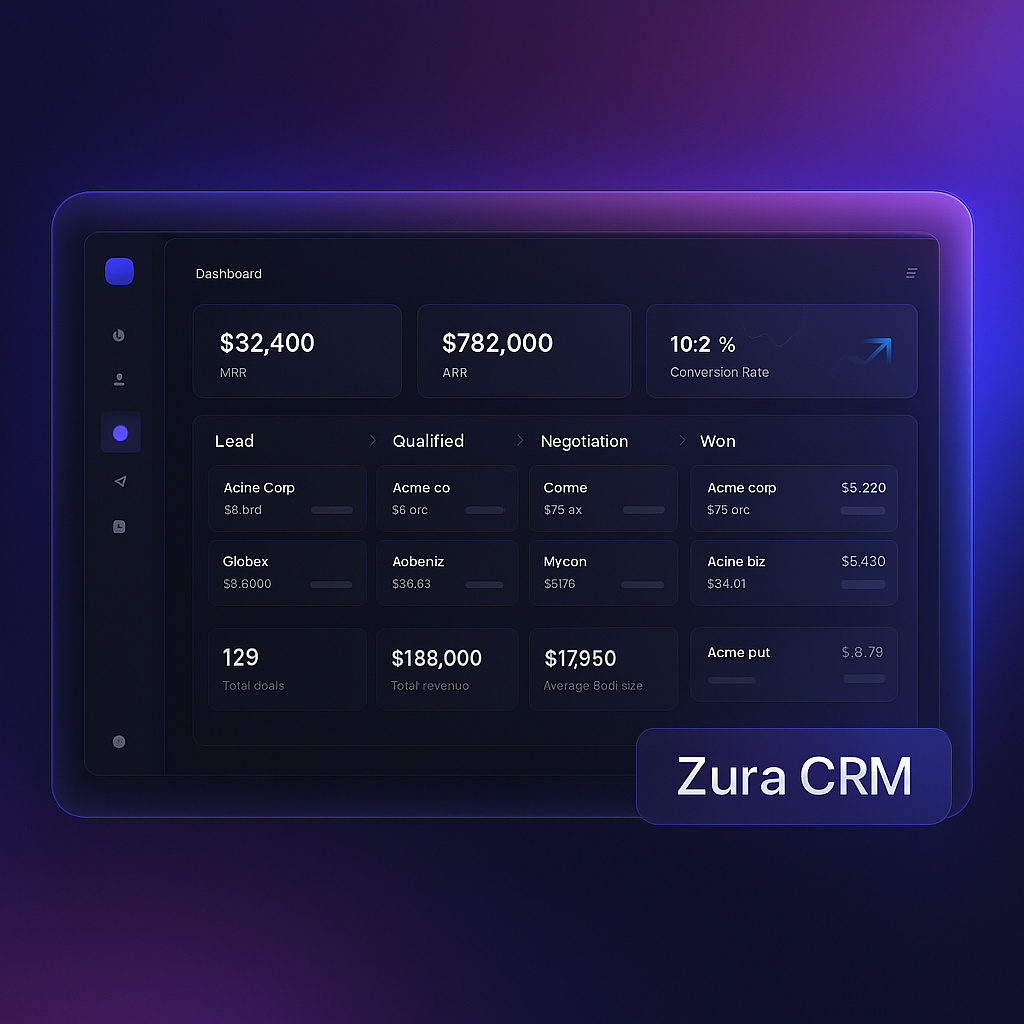 Dashboard
$32,400
MRR
$782,000
ARR
10:2 %
Conversion Rate
Lead
Qualified
Negotiation
Won
Acine Corp
$8.brd
Acme co
$6 orc
Corme
$75 ax
Acme corp
$5.220
$75 orc
Globex
$8.6000
Aobeniz
$36.63
Mycon
$5176
Acine biz
$5.430
$34.01
129
Total doals
$188,000
Total revenuo
$17,950
Average Bodi size
Acme put
$.8.79
Zura CRM